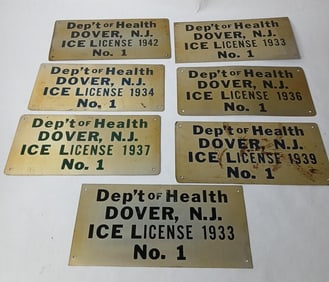 Dep't OF Health
DOVER, N.J.
ICE LICENSE 1942
No. 1
Dep't OF Health
DOVER, N.J.
ICE LICENSE 1933
No. 1
Dep't OF Health
DOVER, N.J.
ICE LICENSE 1934
No. 1
Dep't OF Health
DOVER, N.J.
ICE LICENSE 1936
No. 1
Dep't OF Health
DOVER, N.J.
ICE LICENSE 1937
No. 1
Dep't OF Health
DOVER, N.J.
ICE LICENSE 1939
No. 1
Dep't OF Health
DOVER, N.J.
ICE LICENSE 1933
No. 1